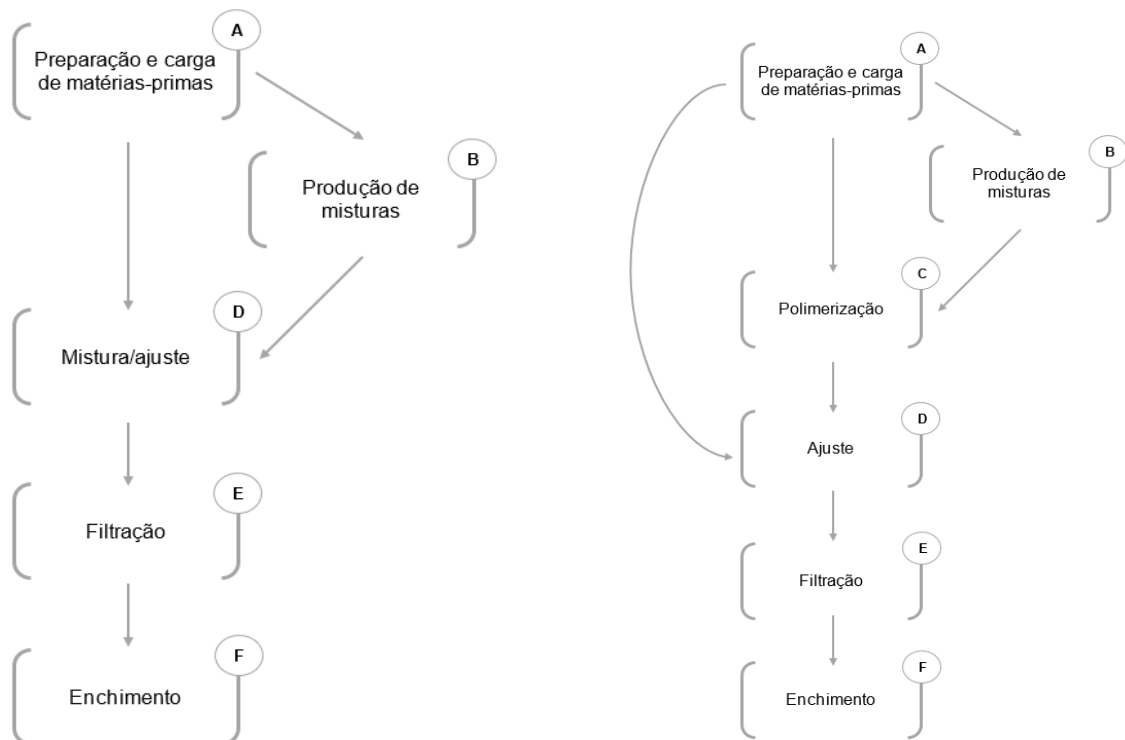 A
Preparação e carga
de matérias-primas
B
Produção de
misturas
D
Mistura/ajuste
E
Filtração
F
Enchimento
A
Preparação e carga
de matérias-primas
B
Produção de
misturas
C
Polimerização
D
Ajuste
E
Filtração
F
Enchimento